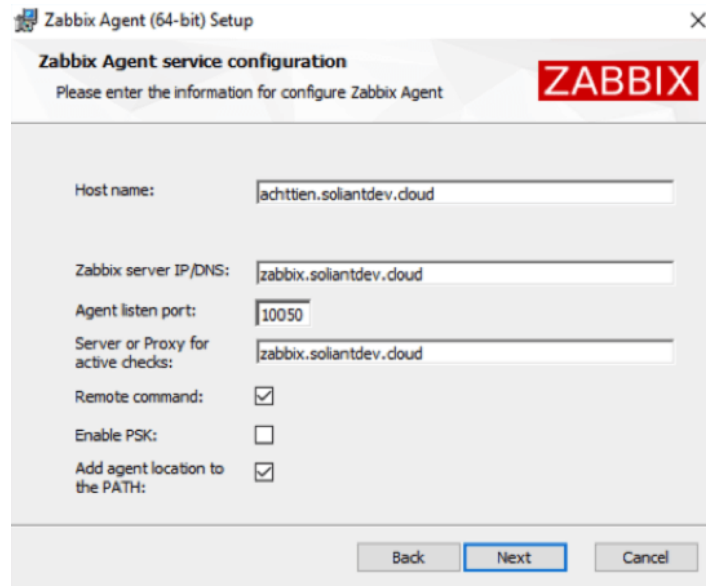 Zabbix Agent (64-bit) Setup
Zabbix Agent service configuration
Please enter the information for configure Zabbix Agent
ZABBIX
Host name:
achttien.soliantdev.cloud
Zabbix server IP/DNS:
zabbix.soliantdev.cloud
Agent listen port:
10050
Server or Proxy for
active checks:
zabbix.soliantdev.cloud
Remote command:
Enable PSK:
Add agent location to
the PATH:
Back
Next
Cancel